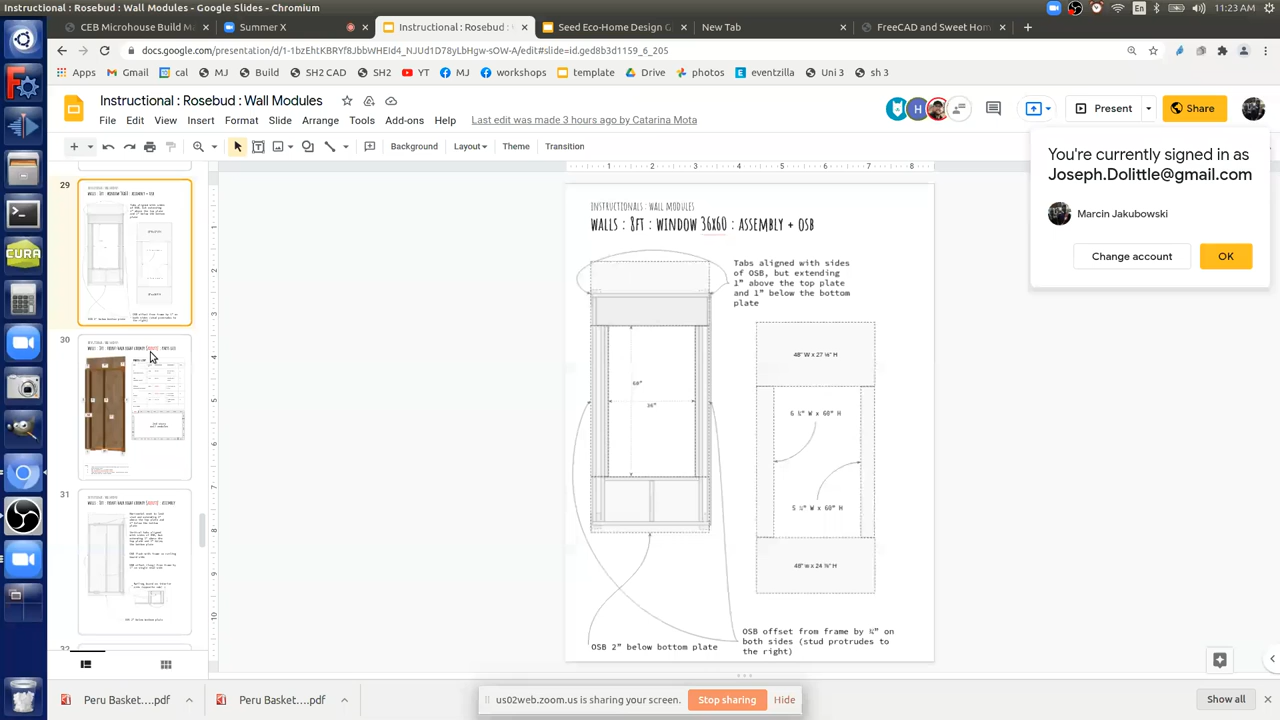 Instructional : Rosebud : Wall Modules - Google Slides - Chromium
En
11:23 AM
CEB Microhouse Build Me
Summer X
Instructional : Rosebud :
Seed Eco-Home Design G
New Tab
FreeCAD and Sweet Hom
docs.google.com/presentation/d/1-1bzEhtKBRYf8JbbWHEId4_NJUd1D78yLbHgw-sOW-A/edit#slide=id.ged8b3d1159_6_205
Apps
Gmail
cal
MJ
Build
SH2 CAD
SH2
YT
MJ
workshops
template
Drive
photos
eventzilla
Uni 3
sh 3
Instructional : Rosebud : Wall Modules
File
Edit
View
Insert
Format
Slide
Arrange
Tools
Add-ons
Help
Last edit was made 3 hours ago by Catarina Mota
H
Present
Share
Background
Layout
Theme
Transition
You're currently signed in as
Joseph.Dolittle@gmail.com
Marcin Jakubowski
Change account
OK
29
30
31
CURA
INSTRUCTIONALS : WALL MODULES
WALLS : 8FT : WINDOW 36X60 : ASSEMBLY + OSB
Tabs aligned with sides
of OSB, but extending
1” above the top plate
and 1” below the bottom
plate
60"
36"
48" W x 27 ⅛" H
6 ¼" W x 60" H
5 ¼" W x 60" H
48" w x 24 ⅞" H
OSB 2” below bottom plate
OSB offset from frame by ¾” on
both sides (stud protrudes to
the right)
Peru Basket....pdf
Peru Basket....pdf
us02web.zoom.us is sharing your screen.
Stop sharing
Hide
Show all